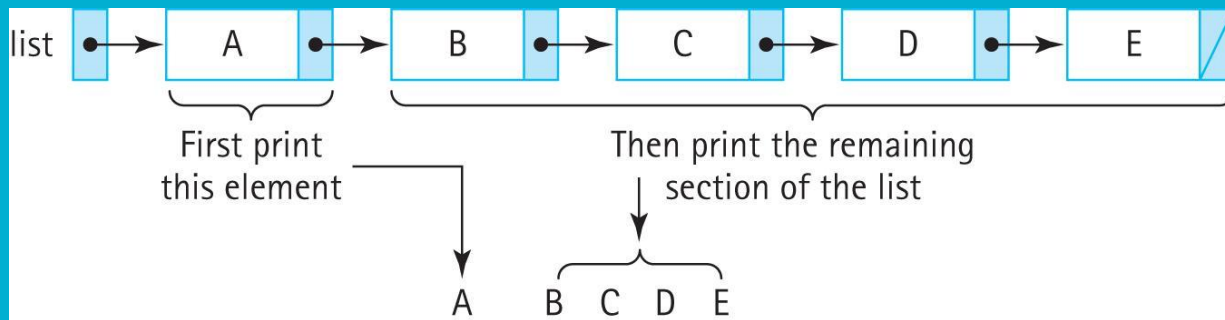 list A B C D E
First print
this element
Then print the remaining
section of the list
A B C D E